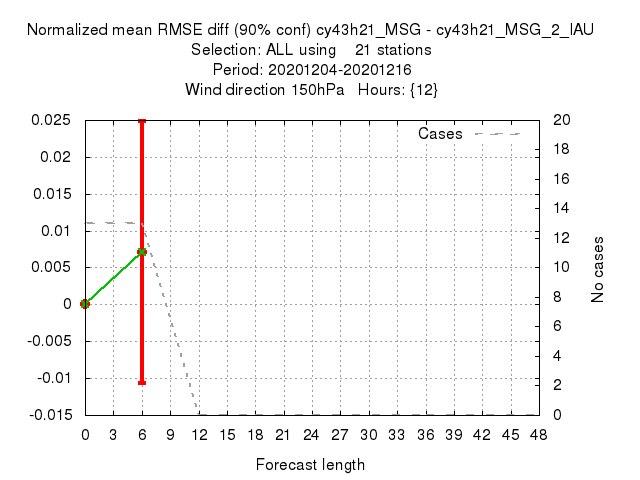 Normalized mean RMSE diff (90% conf) cy43h21_MSG - cy43h21_MSG_2_IAU
Selection: ALL using 21 stations
Period: 20201204-20201216
Wind direction 150hPa Hours: {12}
Cases
0.025
0.02
0.015
0.01
0.005
0
-0.005
-0.01
-0.015
20
18
16
14
12
10
8
6
4
2
0
No cases
0 3 6 9 12 15 18 21 24 27 30 33 36 39 42 45 48
Forecast length